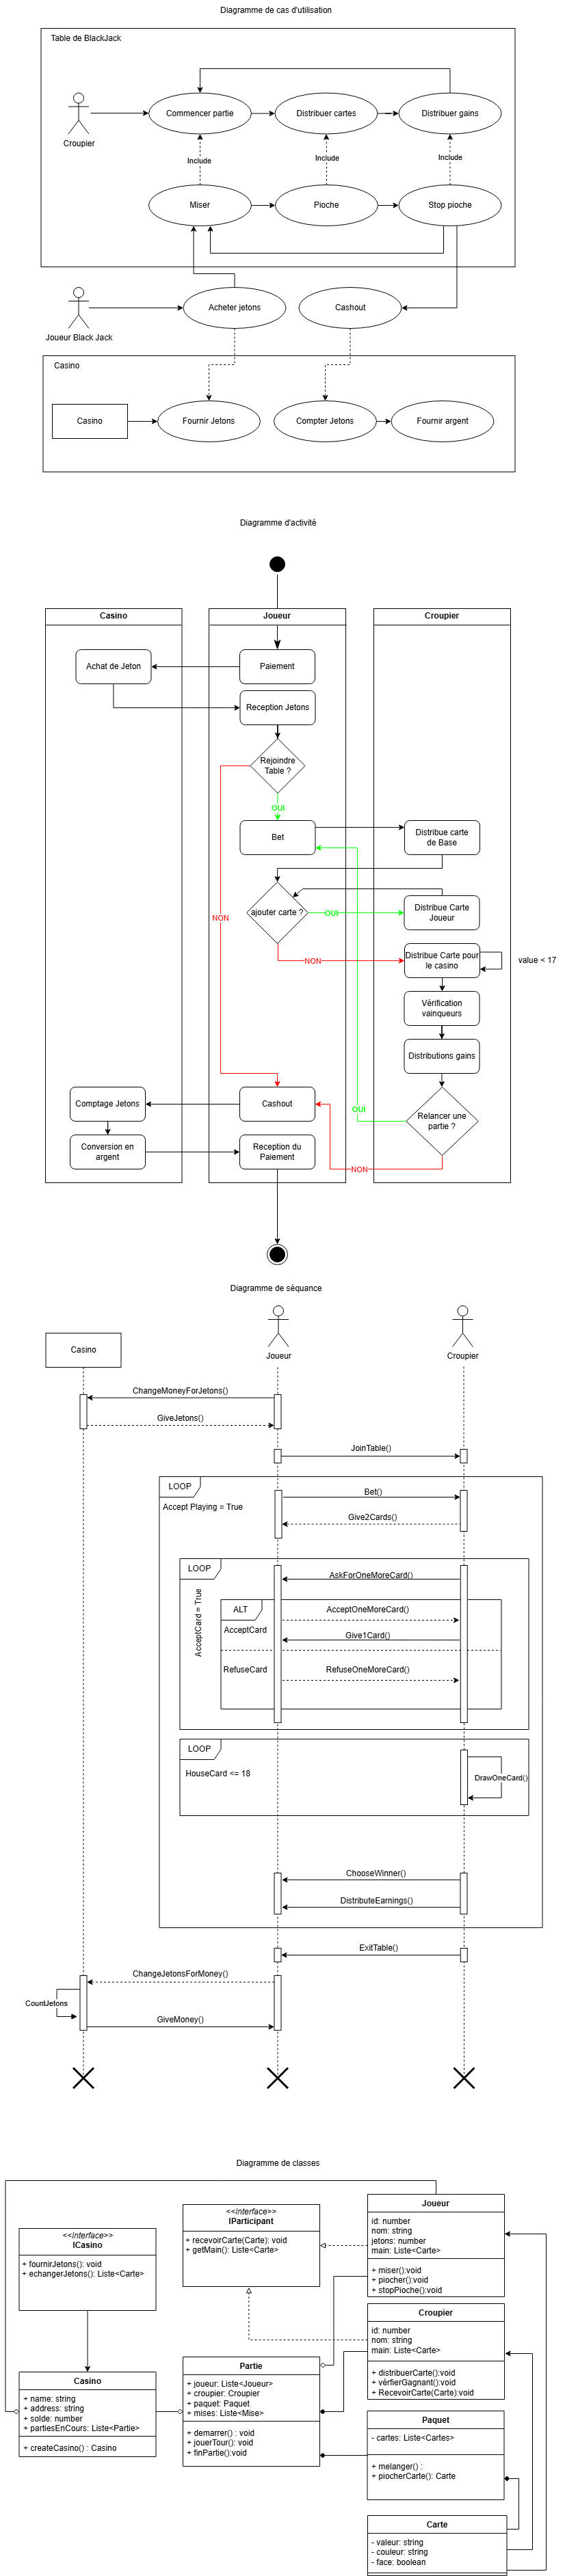 Diagramme de cas d'utilisation
Table de BlackJack
Commencer partie
Distribuer cartes
Distribuer gains
Croupier
Include
Include
Include
Miser
Pioche
Stop pioche
Acheter jetons
Cashout
Joueur Black Jack
Casino
Casino
Fournir Jetons
Compter Jetons
Fournir argent
Diagramme d'activité
Casino
Joueur
Croupier
Achat de Jeton
Paiement
Reception Jetons
Rejoindre
Table ?
OUI
Bet
Distribue carte
de Base
ajouter carte ?
OUI
Distribue Carte
Joueur
NON
NON
Distribue Carte pour
le casino
value < 17
Vérification
vainqueurs
Distributions gains
Comptage Jetons
Cashout
OUI
Relancer une
partie ?
Conversion en
argent
Reception du
Paiement
NON
Diagramme de séquance
Casino
Joueur
Croupier
ChangeMoneyForJetons()
GiveJetons()
JoinTable()
LOOP
Accept Playing = True
Bet()
Give2Cards()
LOOP
AcceptCard = True
AskForOneMoreCard()
ALT
AcceptOneMoreCard()
AcceptCard
Give1Card()
RefuseCard
RefuseOneMoreCard()
LOOP
HouseCard <= 18
DrawOneCard()
ChooseWinner()
DistributeEarnings()
ExitTable()
ChangeJetonsForMoney()
CountJetons
GiveMoney()
Diagramme de classes
<<Interface>>
ICasino
+ fournirJetons(): void
+ echangerJetons(): Liste<Carte>
<<Interface>>
IParticipant
+ recevoirCarte(Carte): void
+ getMain(): Liste<Carte>
Joueur
id: number
nom: string
jetons: number
main: Liste<Carte>
+ miser():void
+ piocher():void
+ stopPioche():void
Croupier
id: number
nom: string
main: Liste<Carte>
+ distribuerCarte():void
+ vérfierGagnant():void
+ RecevoirCarte(Carte):void
Casino
+ name: string
+ address: string
+ solde: number
+ partiesEnCours: Liste<Partie>
+ createCasino() : Casino
Partie
+ joueur: Liste<Joueur>
+ croupier: Croupier
+ paquet: Paquet
+ mises: Liste<Mise>
+ demarrer() : void
+ jouerTour(): void
+ finPartie():void
Paquet
- cartes: Liste<Cartes>
+ melanger() :
+ piocherCarte(): Carte
Carte
- valeur: string
- couleur: string
- face: boolean